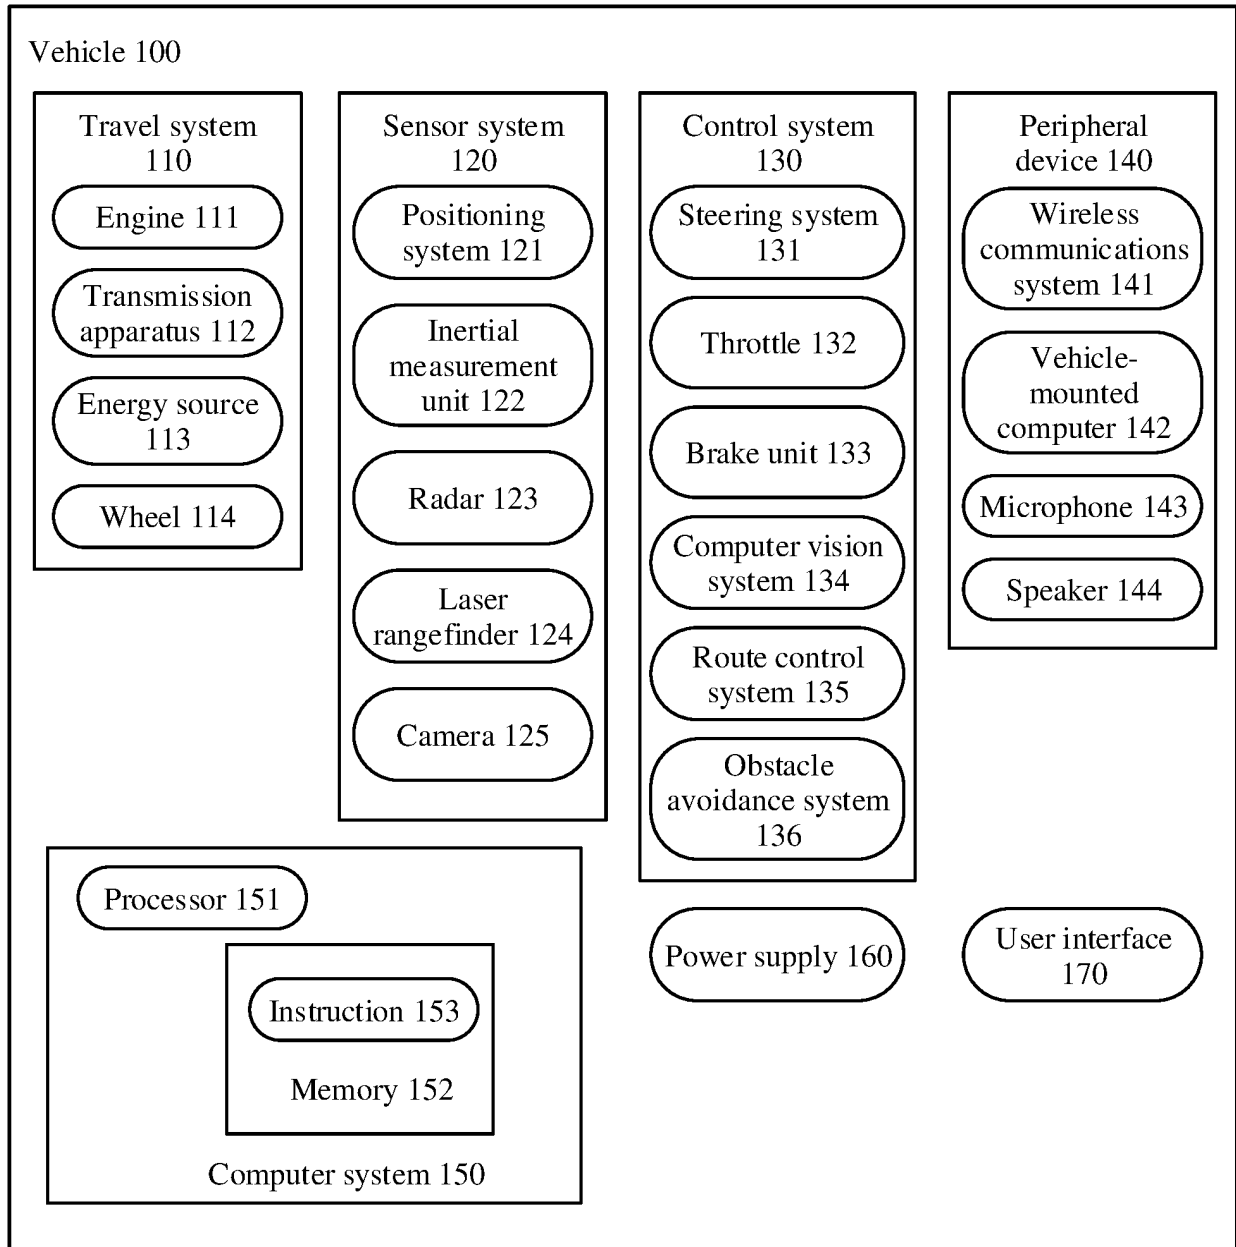 Vehicle 100
Travel system
110
Engine 111
Transmission
apparatus 112
Energy source
113
Wheel 114
Sensor system
120
Positioning
system 121
Inertial
measurement
unit 122
Radar 123
Laser
rangefinder 124
Camera 125
Control system
130
Steering system
131
Throttle 132
Brake unit 133
Computer vision
system 134
Route control
system 135
Obstacle
avoidance system
136
Peripheral
device 140
Wireless
communications
system 141
Vehicle-
mounted
computer 142
Microphone 143
Speaker 144
Processor 151
Instruction 153
Memory 152
Computer system 150
Power supply 160
User interface
170